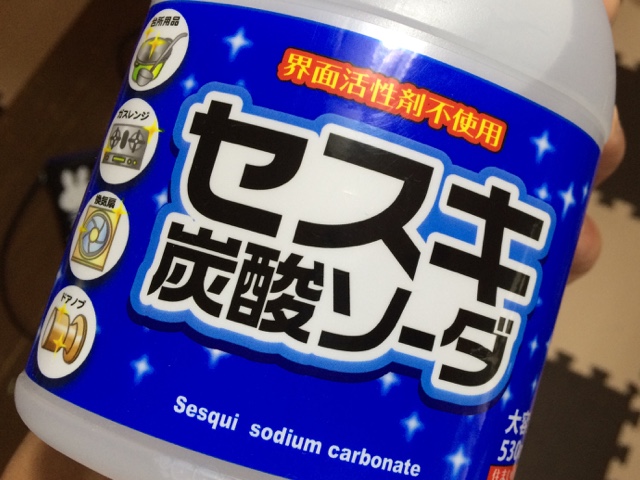 台所用品
ガスレンジ
換気扇
ドアノブ
界面活性剤不使用
セスキ
炭酸ソーダ
Sesqui sodium carbonate
大容
530